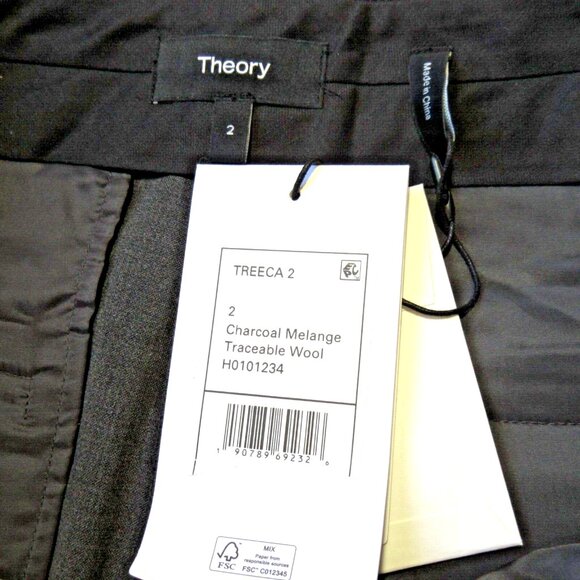 Theory
2
Made in China
TREECA 2
2
Charcoal Melange
Traceable Wool
H0101234
1 90789 69232 6
FSC
MIX
Paper from
responsible sources
FSC® C012345